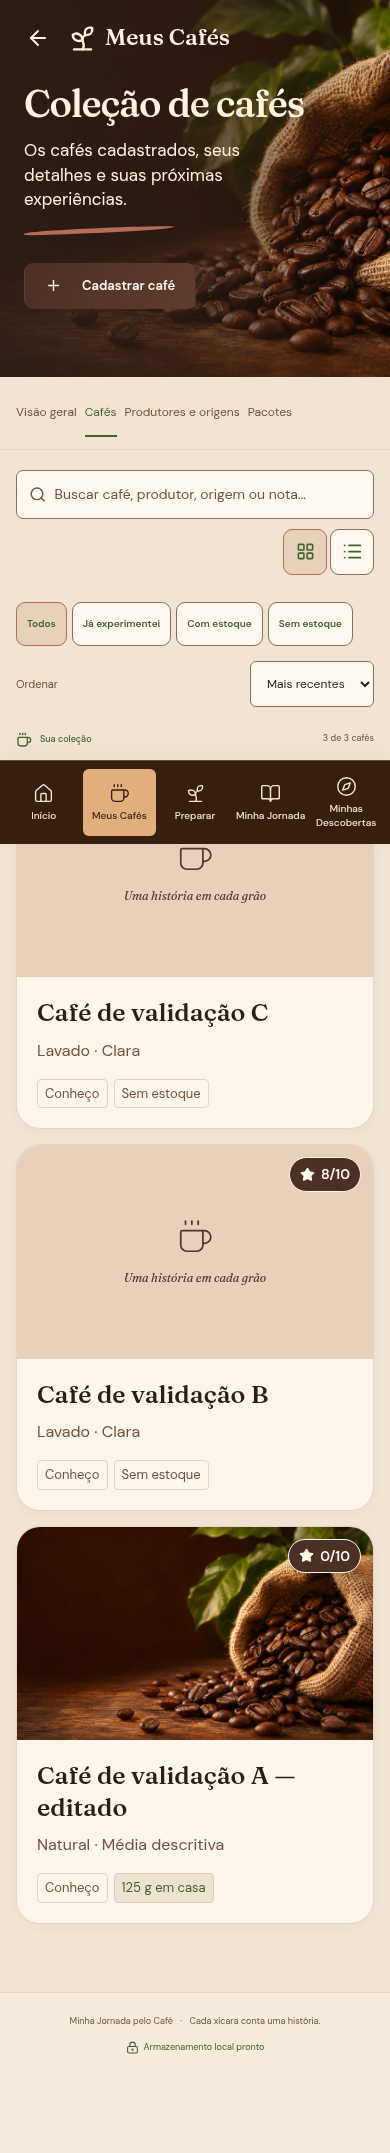 Meus Cafés
Coleção de cafés
Os cafés cadastrados, seus
detalhes e suas próximas
experiências.
Cadastrar café
Visão geral Cafés Produtores e origens Pacotes
Buscar café, produtor, origem ou nota...
Todos Já experimentei Com estoque Sem estoque
Ordenar Mais recentes
Sua coleção 3 de 3 cafés
Início Meus Cafés Preparar Minha Jornada Minhas
Descobertas
Uma história em cada grão
Café de validação C
Lavado · Clara
Conheço Sem estoque
8/10
Uma história em cada grão
Café de validação B
Lavado · Clara
Conheço Sem estoque
0/10
Café de validação A —
editado
Natural · Média descritiva
Conheço 125 g em casa
Minha Jornada pelo Café · Cada xícara conta uma história.
Armazenamento local pronto